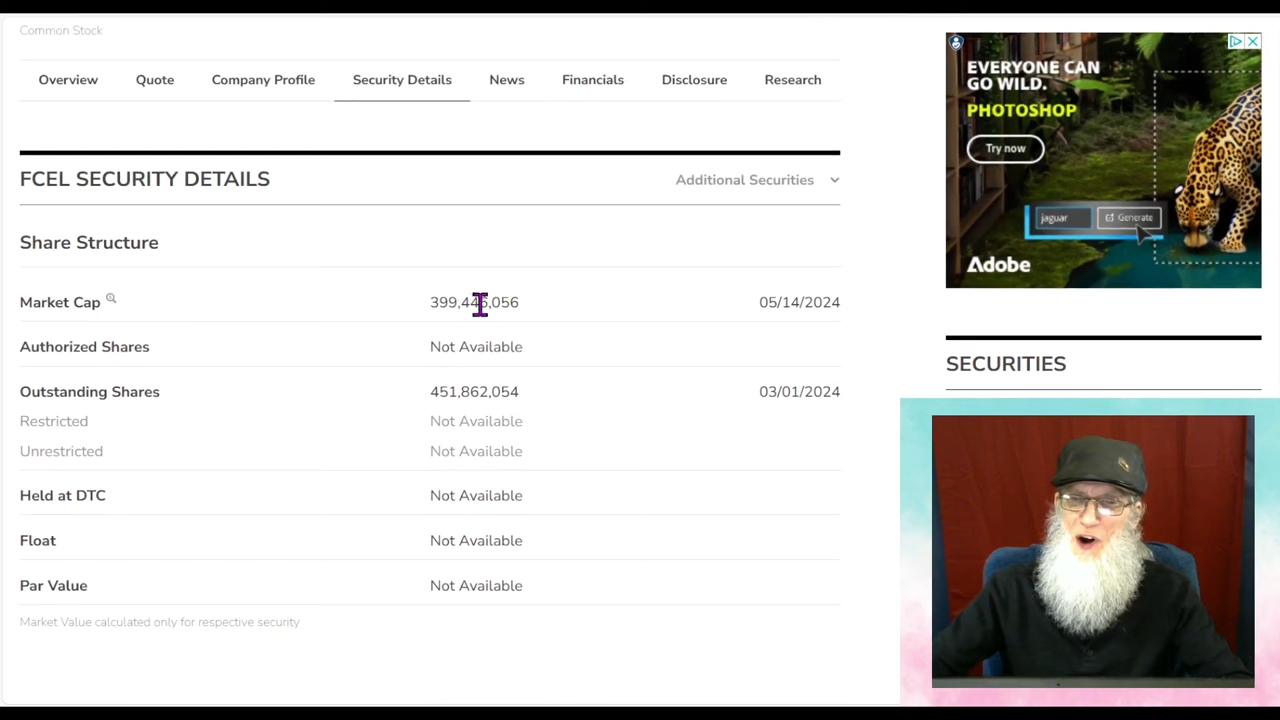 Common Stock
Overview Quote Company Profile Security Details News Financials Disclosure Research
FCEL SECURITY DETAILS
Additional Securities
Share Structure
Market Cap 399,446,056 05/14/2024
Authorized Shares Not Available
Outstanding Shares 451,862,054 03/01/2024
Restricted Not Available
Unrestricted Not Available
Held at DTC Not Available
Float Not Available
Par Value Not Available
Market Value calculated only for respective security
EVERYONE CAN
GO WILD.
PHOTOSHOP
Try now
jaguar Generate
Adobe
SECURITIES